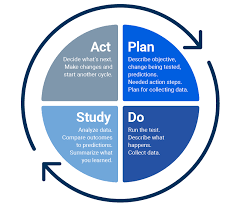 Act
Decide what's next.
Make changes and
start another cycle.
Plan
Describe objective,
change being tested,
predictions.
Needed action steps.
Plan for collecting data.
Study
Analyze data.
Compare outcomes
to predictions.
Summarize what
you learned.
Do
Run the test.
Describe what
happens.
Collect data.